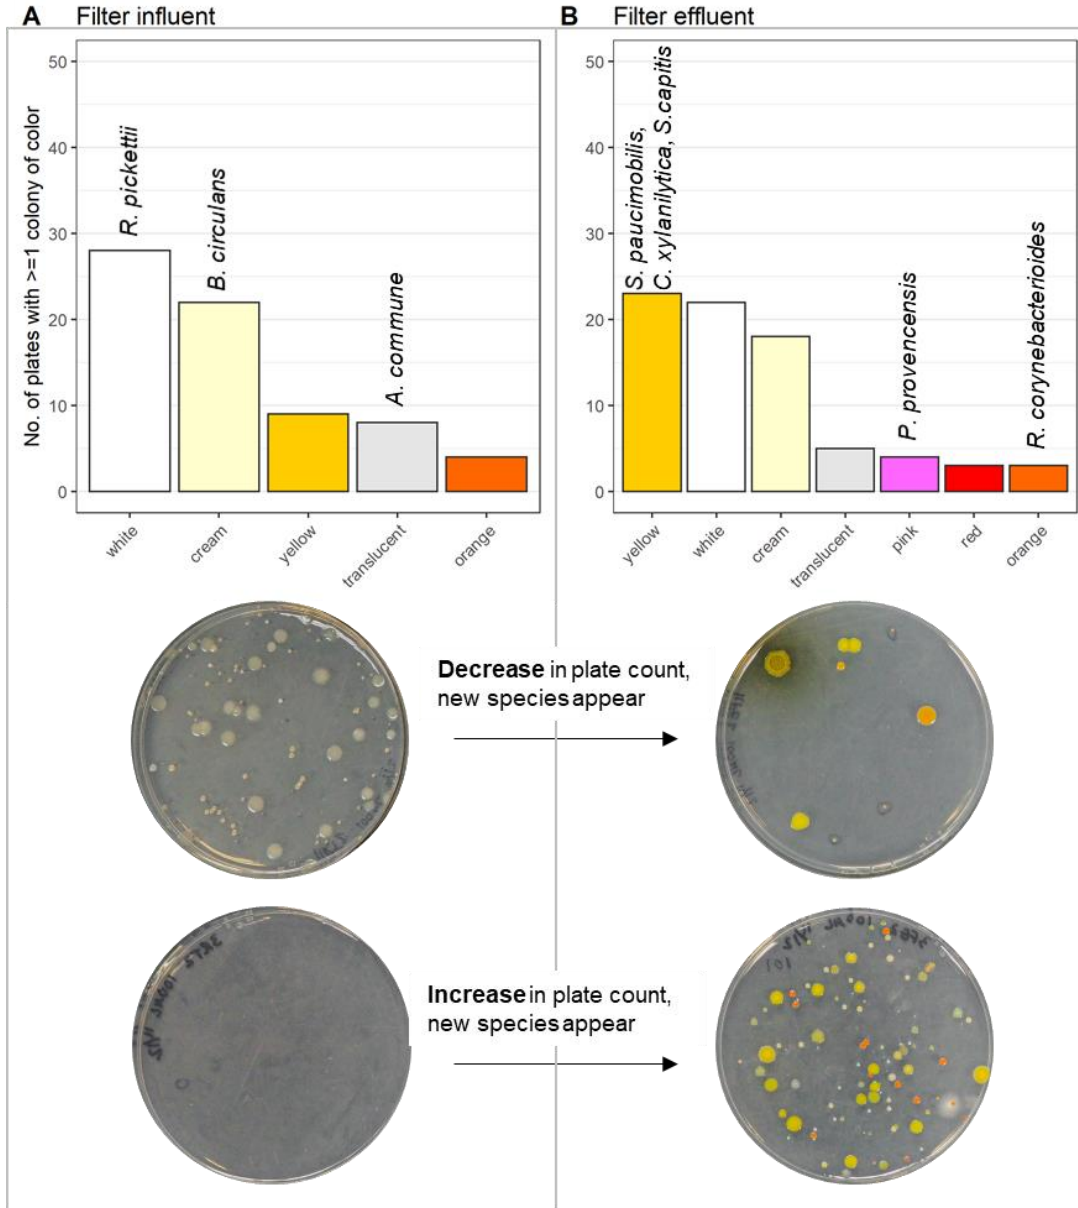 A Filter influent
No. of plates with >=1 colony of color
50
40
30
20
10
0
R. pickettii
B. circulans
A. commune
white
cream
yellow
translucent
orange
B Filter effluent
50
40
30
20
10
0
S. paucimobilis,
C. xylanilytica, S.capitis
P. provencensis
R. corynebacterioides
yellow
white
cream
translucent
pink
red
orange
Decrease in plate count,
new species appear
Increase in plate count,
new species appear